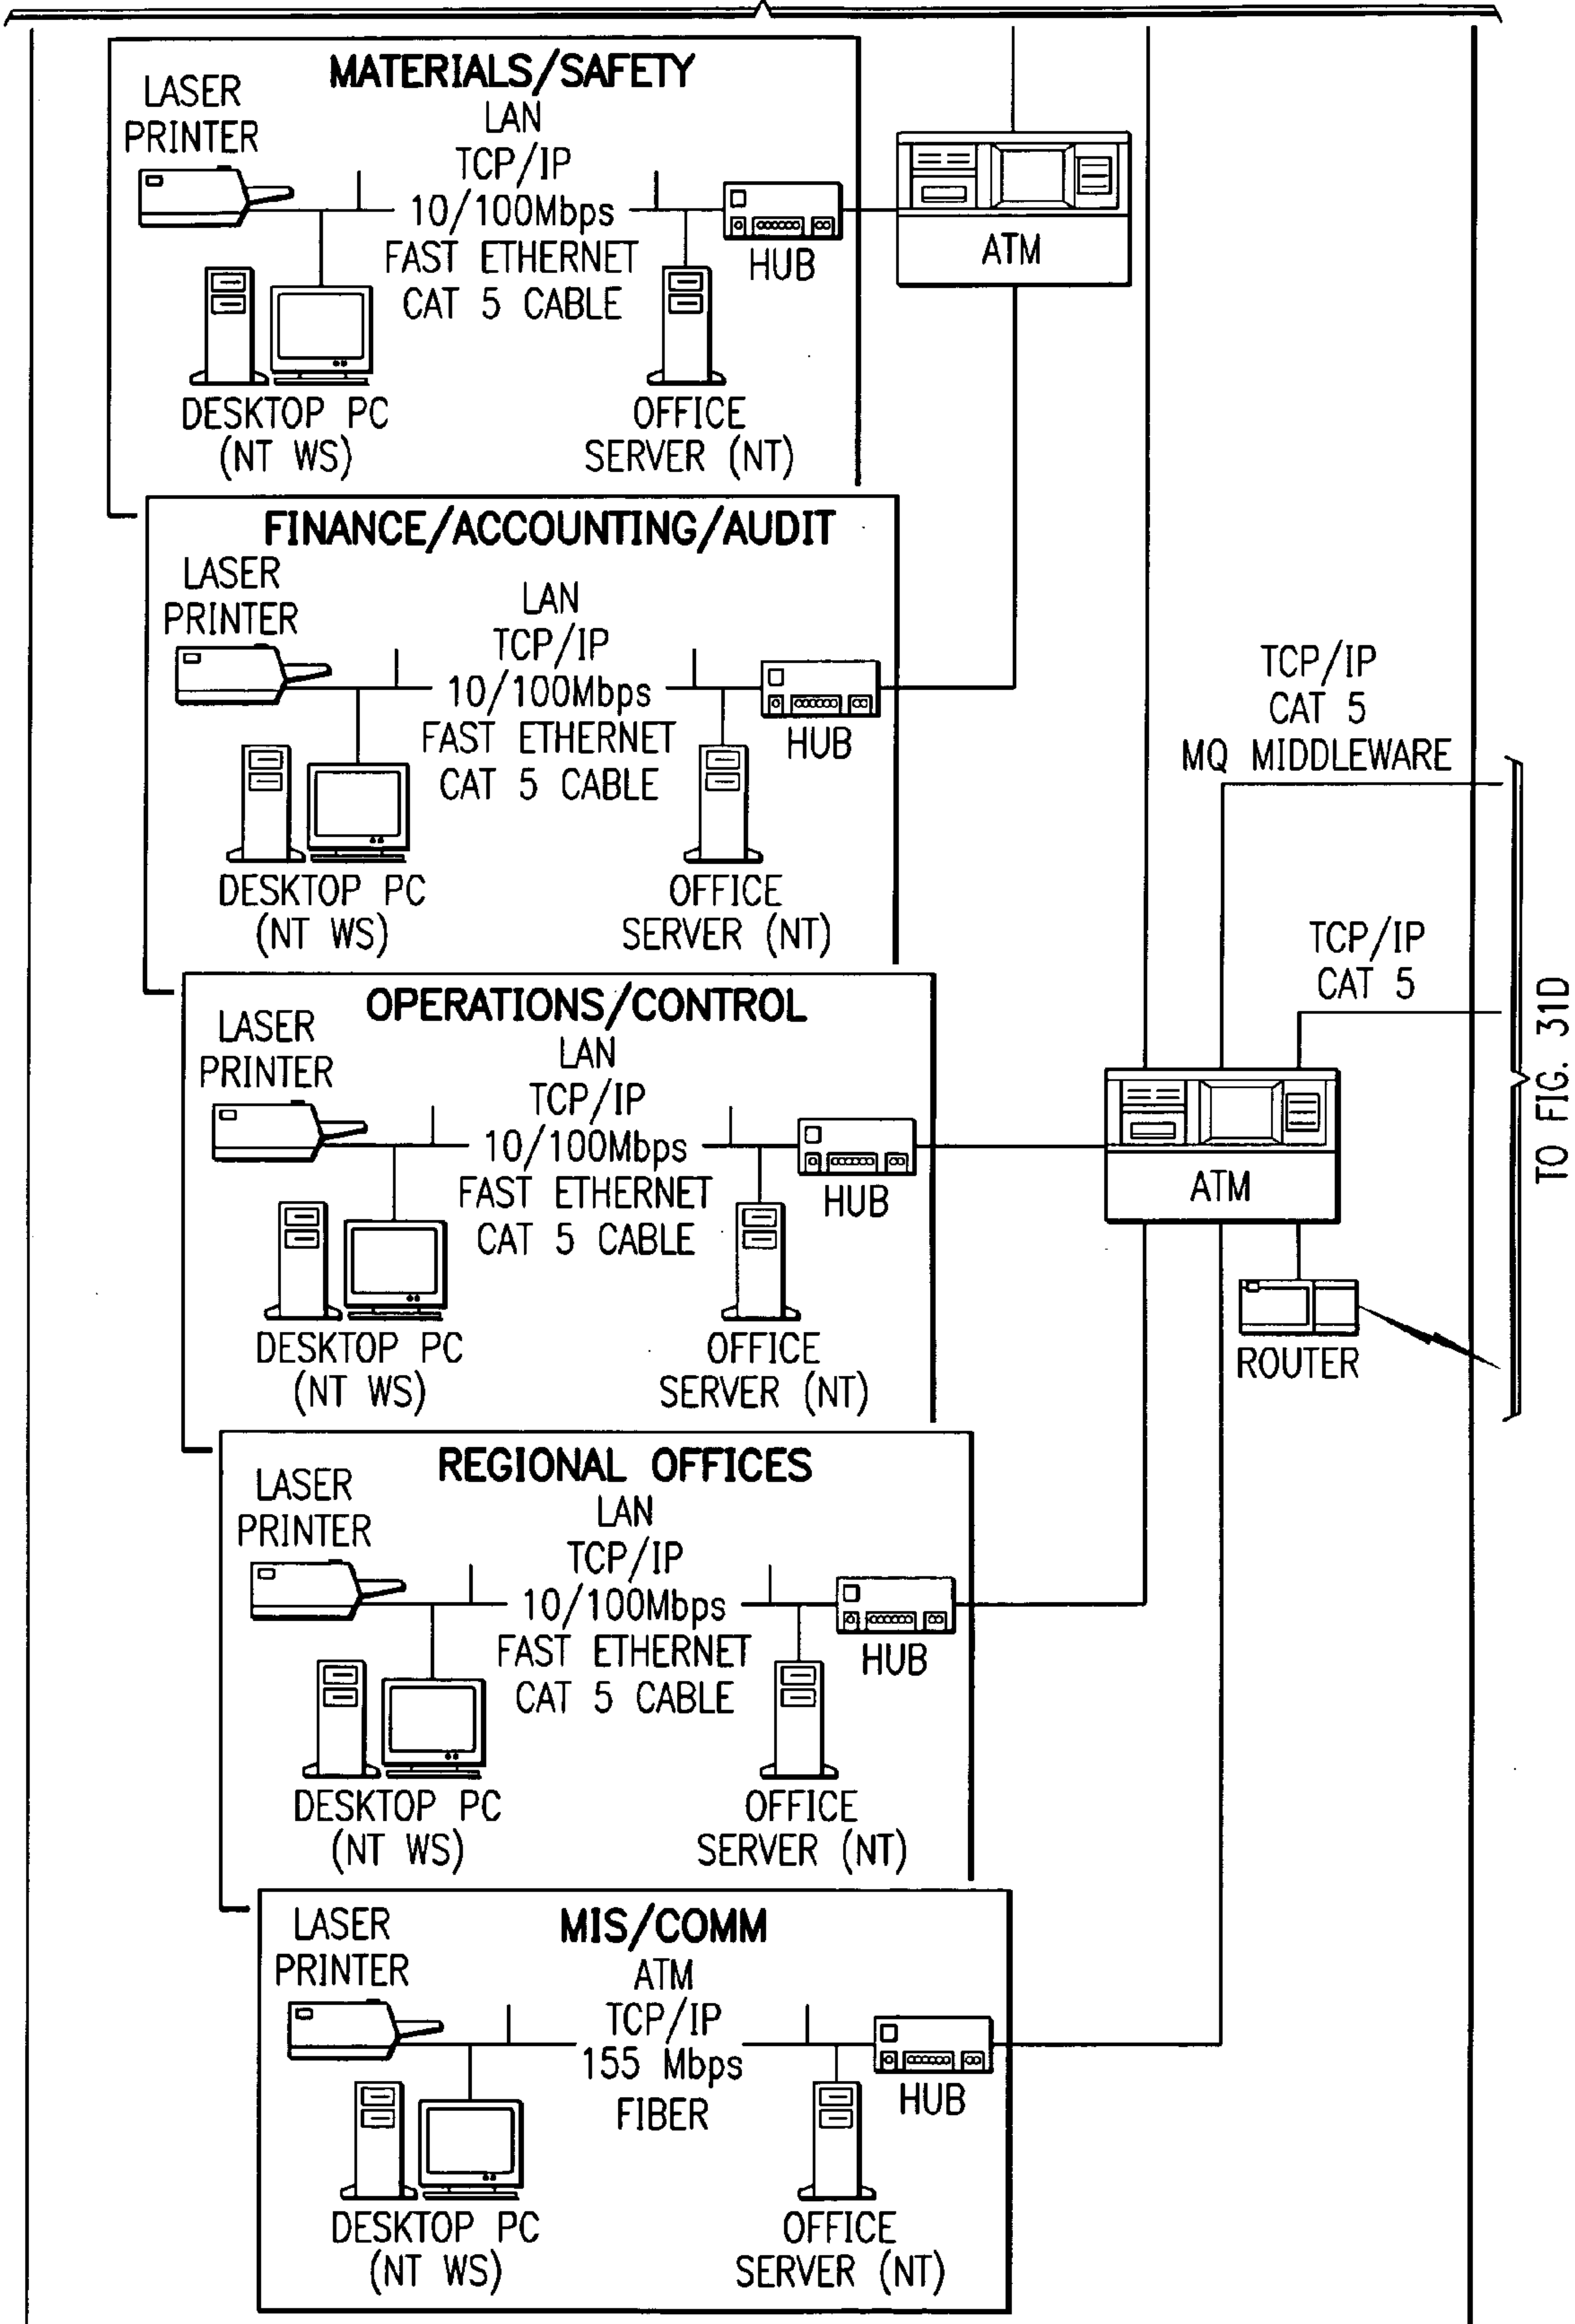 MATERIALS/SAFETY
LASER
PRINTER
LAN
TCP/IP
10/100Mbps
FAST ETHERNET
CAT 5 CABLE
HUB
ATM
DESKTOP PC
(NT WS)
OFFICE
SERVER (NT)
FINANCE/ACCOUNTING/AUDIT
LASER
PRINTER
LAN
TCP/IP
10/100Mbps
FAST ETHERNET
CAT 5 CABLE
HUB
DESKTOP PC
(NT WS)
OFFICE
SERVER (NT)
TCP/IP
CAT 5
MQ MIDDLEWARE
TCP/IP
CAT 5
TO FIG. 31D
OPERATIONS/CONTROL
LASER
PRINTER
LAN
TCP/IP
10/100Mbps
FAST ETHERNET
CAT 5 CABLE
HUB
ATM
DESKTOP PC
(NT WS)
OFFICE
SERVER (NT)
ROUTER
REGIONAL OFFICES
LASER
PRINTER
LAN
TCP/IP
10/100Mbps
FAST ETHERNET
CAT 5 CABLE
HUB
DESKTOP PC
(NT WS)
OFFICE
SERVER (NT)
MIS/COMM
LASER
PRINTER
ATM
TCP/IP
155 Mbps
FIBER
HUB
DESKTOP PC
(NT WS)
OFFICE
SERVER (NT)